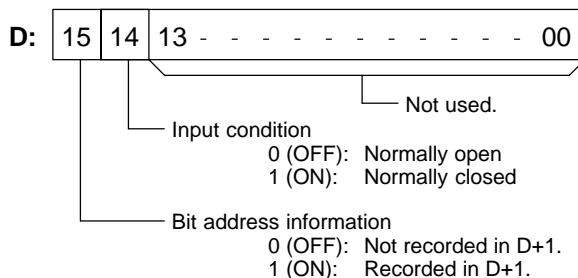 D: 15 14 13 - - - - - - - - - - - - 00
Not used.
Input condition
0 (OFF): Normally open
1 (ON): Normally closed
Bit address information
0 (OFF): Not recorded in D+1.
1 (ON): Recorded in D+1.